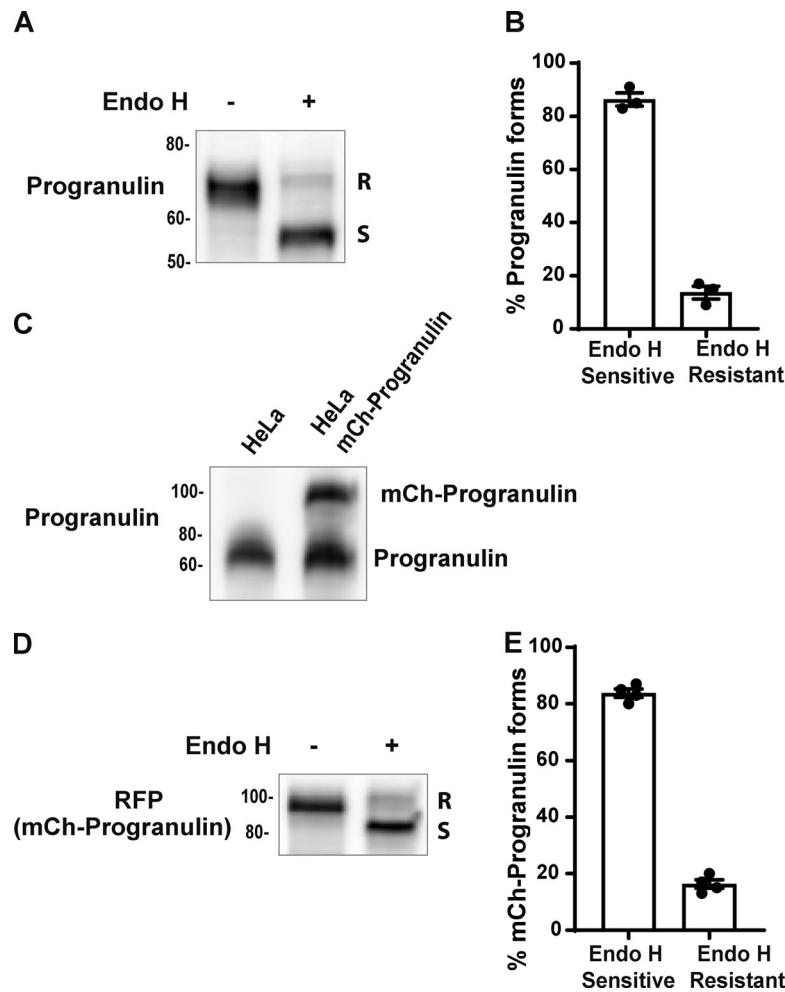 A
Endo H - +
80-
Progranulin
R
60-
S
50-
B
% Progranulin forms
100
80
60
40
20
0
Endo H Endo H
Sensitive Resistant
C
HeLa
HeLa
mCh-Progranulin
100-
mCh-Progranulin
Progranulin
80-
60-
Progranulin
D
Endo H - +
RFP
(mCh-Progranulin)
100-
R
80-
S
E
% mCh-Progranulin forms
100
80
60
40
20
0
Endo H Endo H
Sensitive Resistant